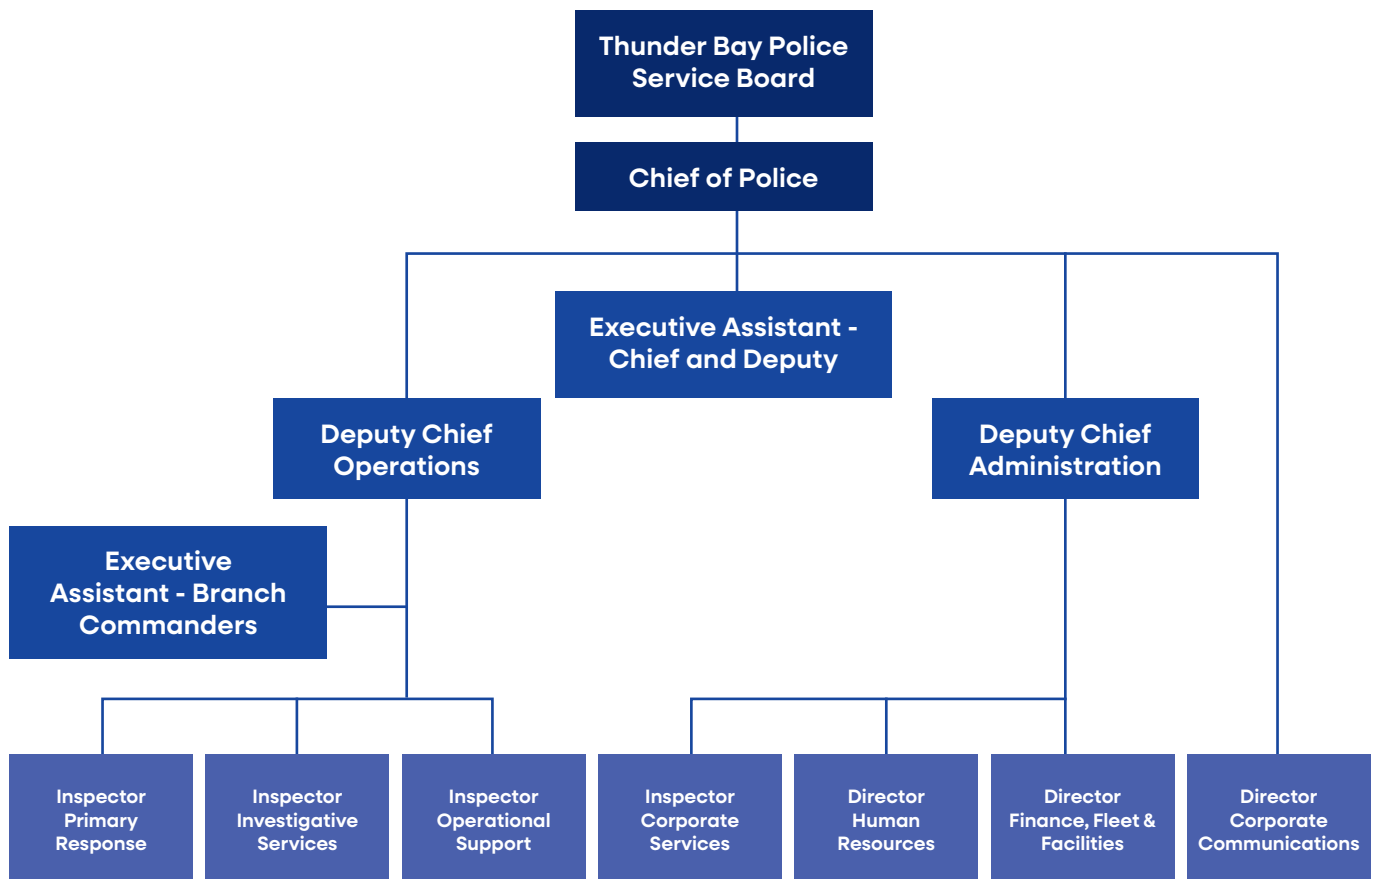 Thunder Bay Police
Service Board
Chief of Police
Executive Assistant -
Chief and Deputy
Deputy Chief
Operations
Deputy Chief
Administration
Executive
Assistant - Branch
Commanders
Inspector
Primary
Response
Inspector
Investigative
Services
Inspector
Operational
Support
Inspector
Corporate
Services
Director
Human
Resources
Director
Finance, Fleet &
Facilities
Director
Corporate
Communications